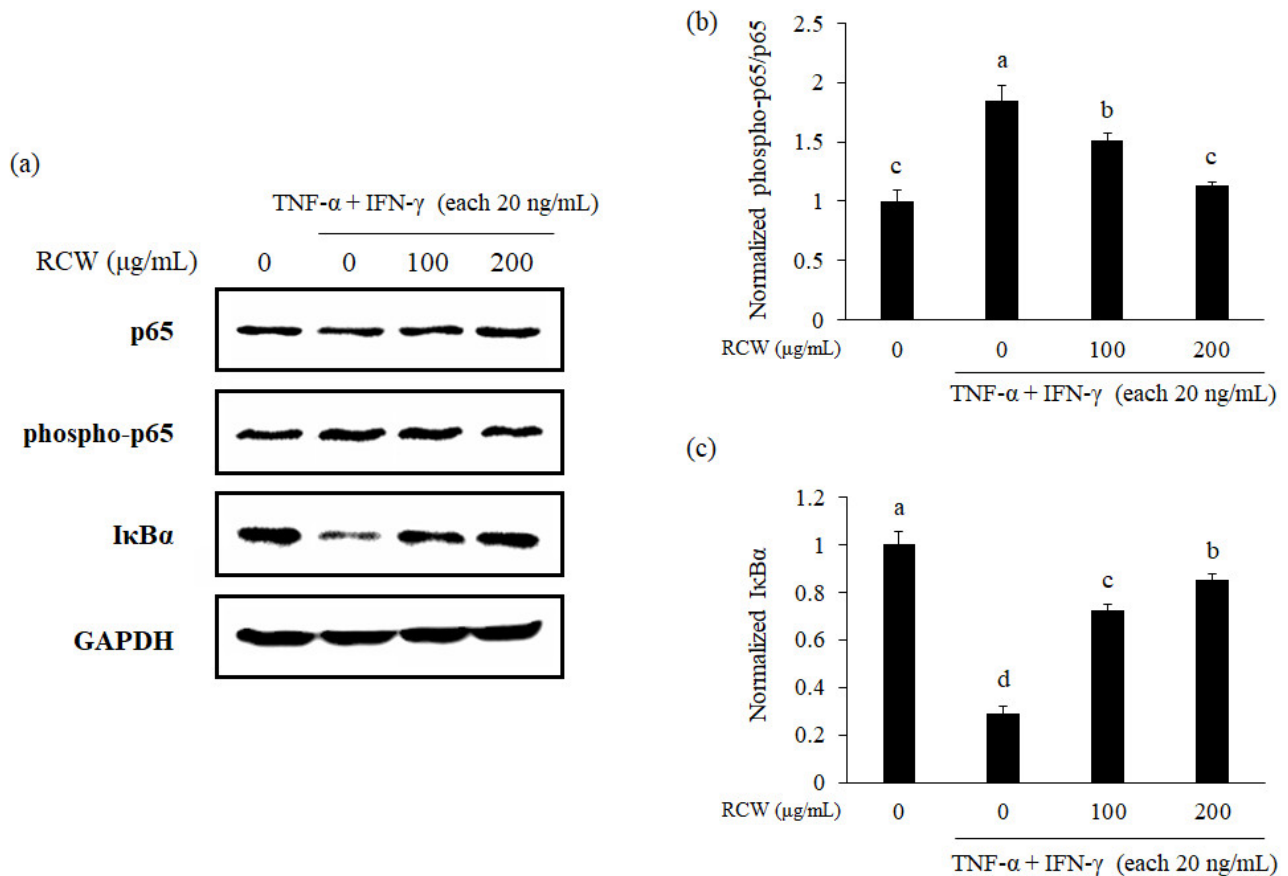 (a)
TNF-α + IFN-γ (each 20 ng/mL)
RCW (μg/mL) 0 0 100 200
p65
phospho-p65
IκBα
GAPDH
(b)
Normalized phospho-p65/p65
2.5
2
1.5
1
0.5
0
c a b c
RCW (μg/mL) 0 0 100 200
TNF-α + IFN-γ (each 20 ng/mL)
(c)
Normalized IκBα
1.2
1
0.8
0.6
0.4
0.2
0
a d c b
RCW (μg/mL) 0 0 100 200
TNF-α + IFN-γ (each 20 ng/mL)